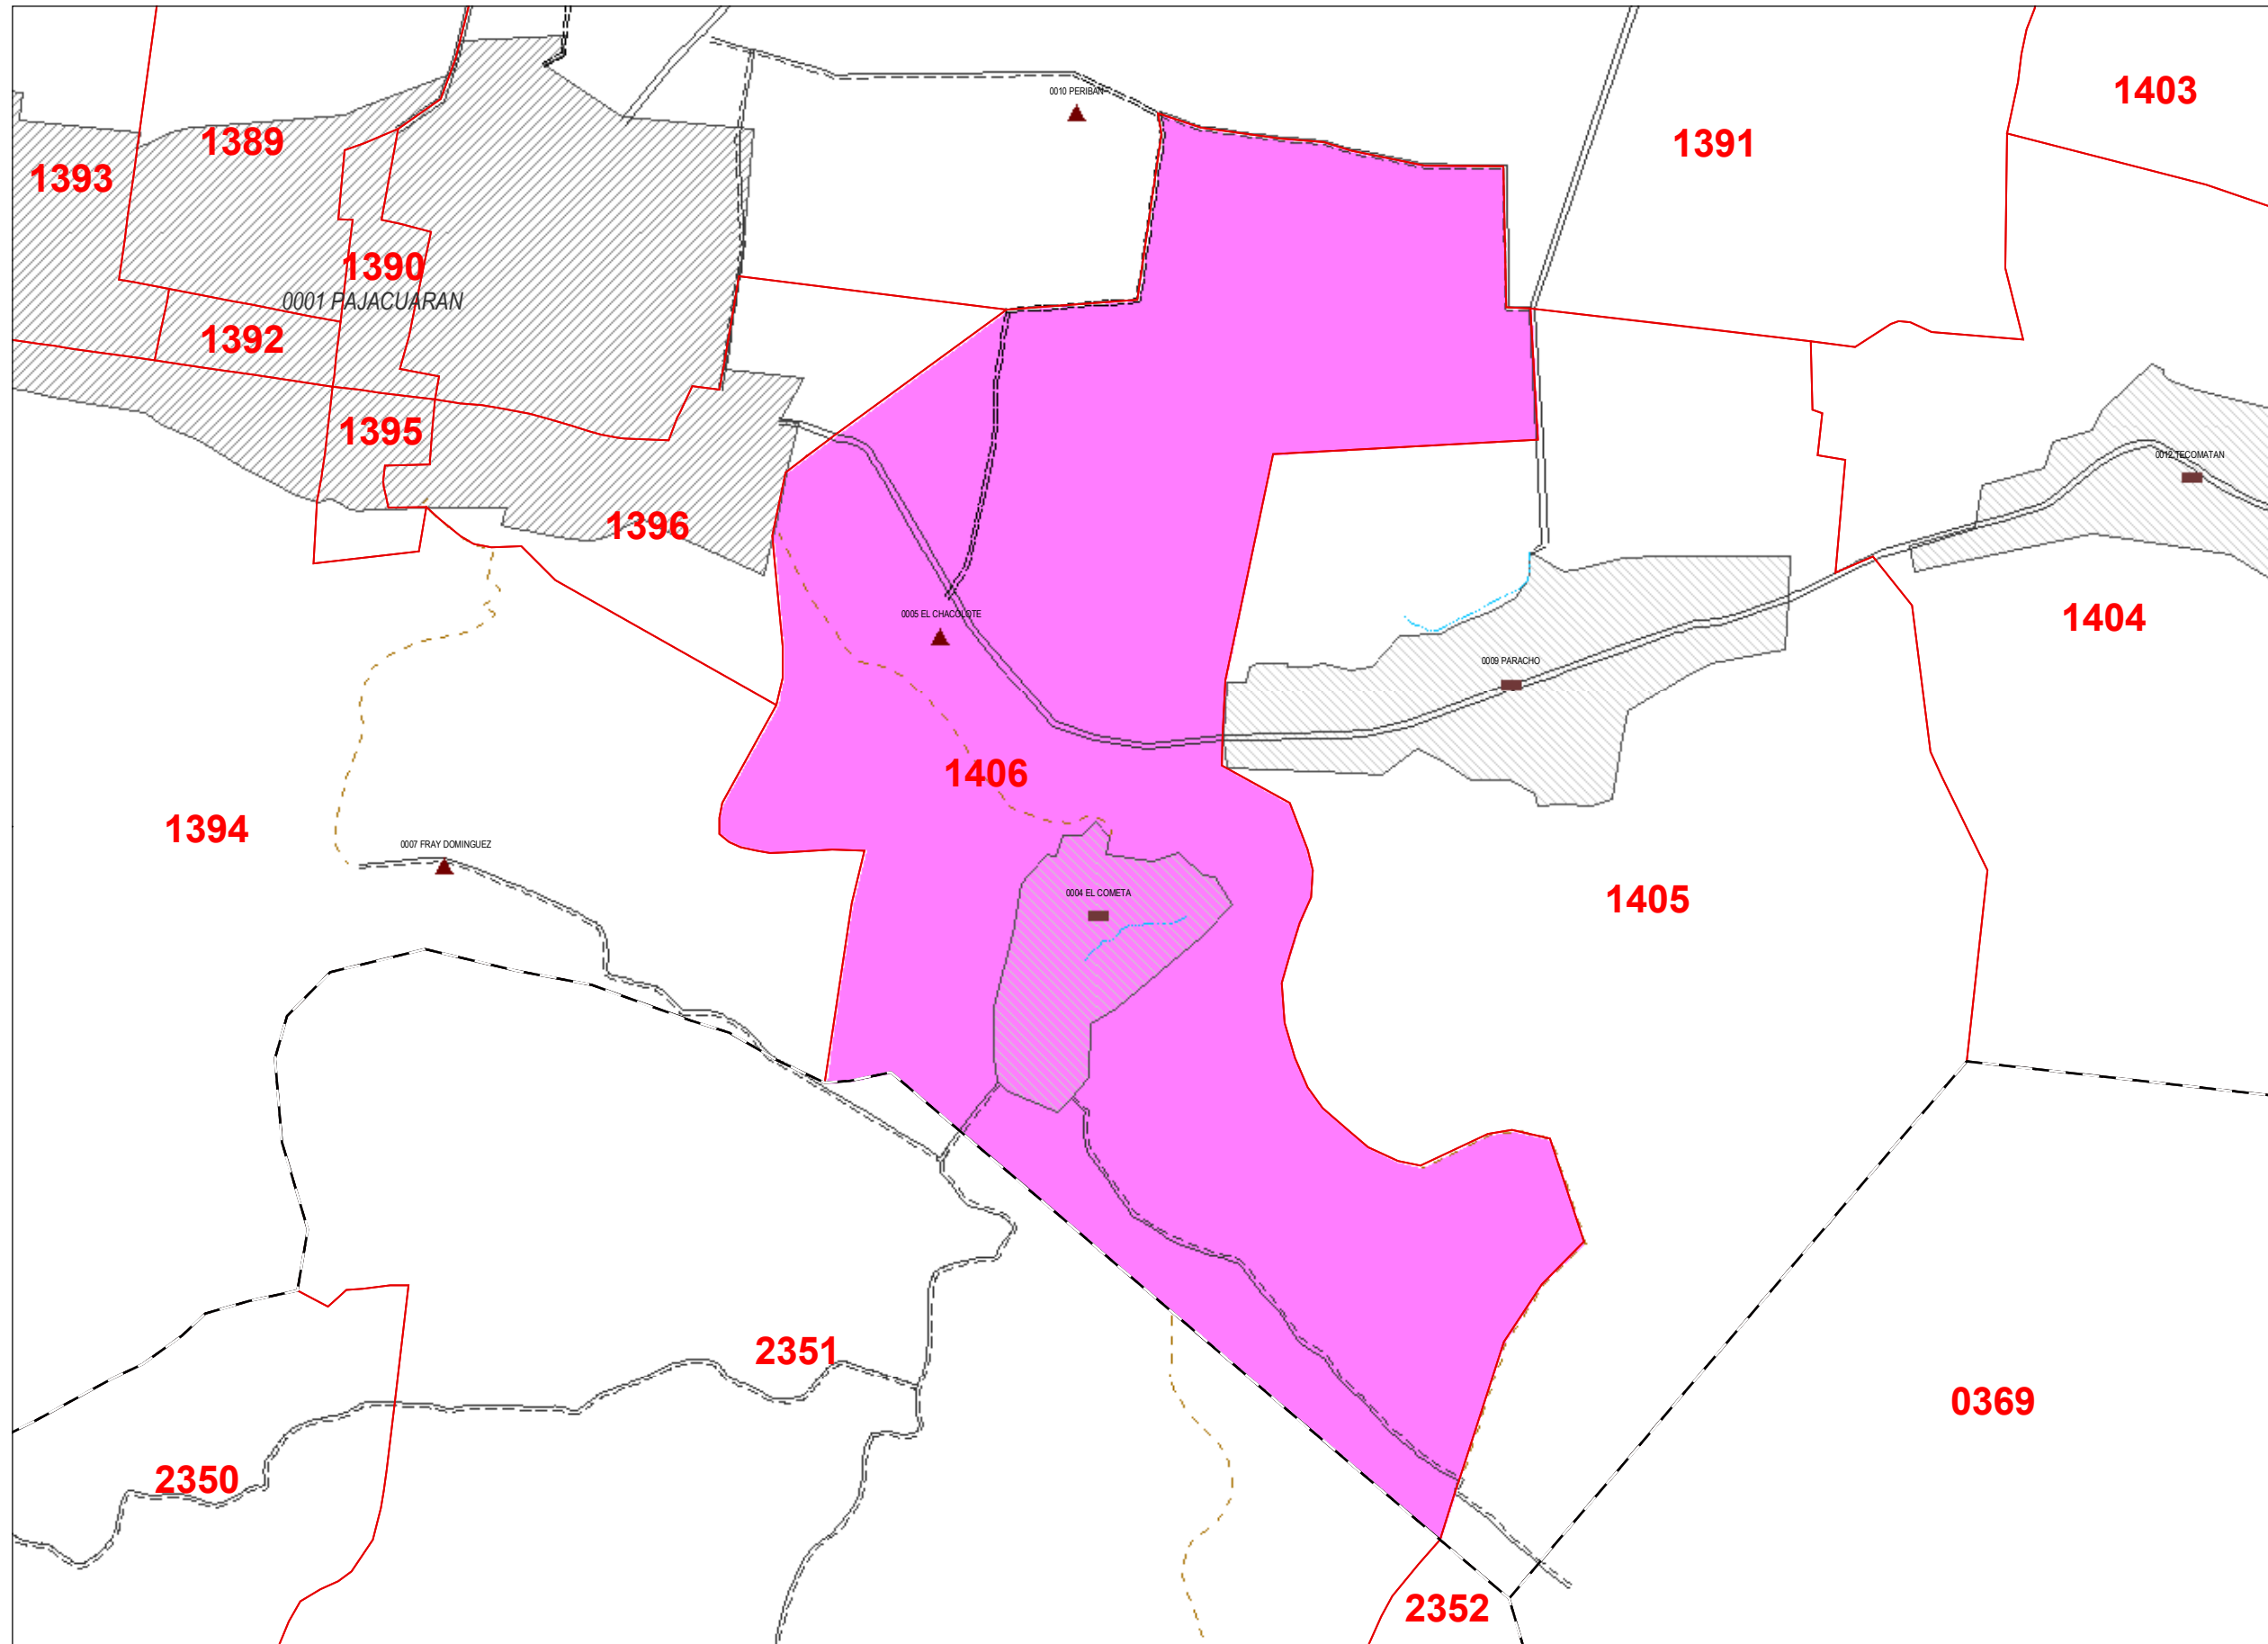 0010 PERIBAN
1403
1389
1391
1393
1390
0001 PAJACUARAN
1392
1395
0012 TECOMATAN
1396
0005 EL CHACOLOTE
1404
0009 PARACHO
1406
1394
0007 FRAY DOMINGUEZ
0004 EL COMETA
1405
2351
0369
2350
2352